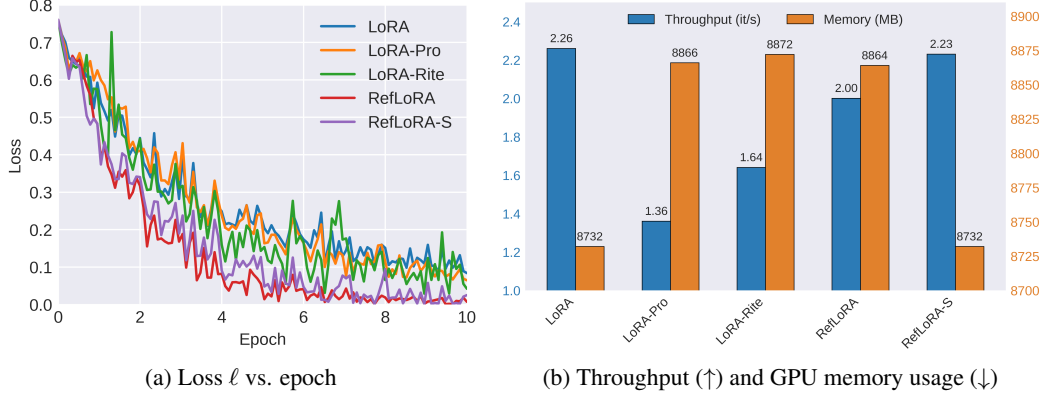 0.8
0.7
0.6
0.5
0.4
0.3
0.2
0.1
0.0
Loss
0
2
4
6
8
10
Epoch
LoRA
LoRA-Pro
LoRA-Rite
RefLoRA
RefLoRA-S
(a) Loss ℓ vs. epoch
Throughput (it/s)
Memory (MB)
2.4
2.2
2.0
1.8
1.6
1.4
1.2
1.0
8900
8875
8850
8825
8800
8775
8750
8725
8700
2.26
8732
1.36
8866
1.64
8872
2.00
8864
2.23
8732
LoRA
LoRA-Pro
LoRA-Rite
RefLoRA
RefLoRA-S
(b) Throughput (↑) and GPU memory usage (↓)